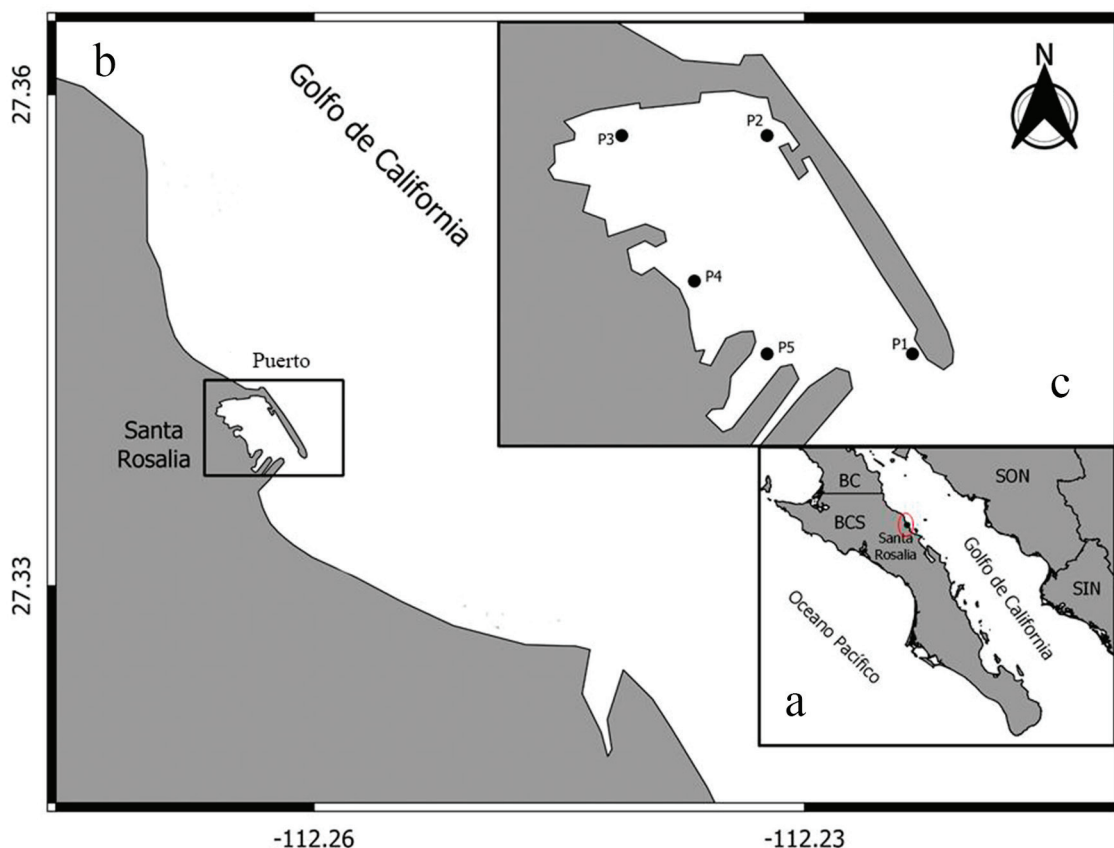 b
Golfo de California
N
P3
P2
P4
P5
P1
c
Puerto
Santa
Rosalia
27.36
27.33
-112.26
-112.23
BC
SON
BCS
Santa
Rosalia
Golfo de California
SIN
Oceano Pacífico
a